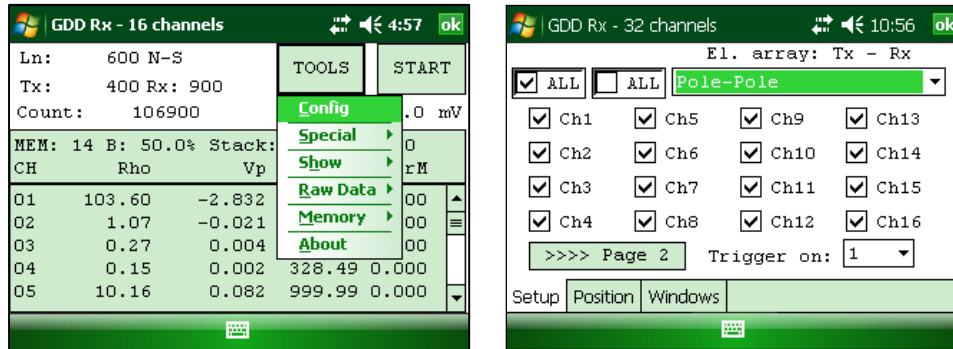 GDD Rx - 16 channels 4:57 ok
Ln: 600 N-S
Tx: 400 Rx: 900
TOOLS START
Count: 106900 .0 mV
MEM: 14 B: 50.0% Stack: 0
CH Rho Vp rM
01 103.60 -2.832 00
02 1.07 -0.021 00
03 0.27 0.004 00
04 0.15 0.002 328.49 0.000
05 10.16 0.082 999.99 0.000
Config
Special
Show
Raw Data
Memory
About
GDD Rx - 32 channels 10:56 ok
El. array: Tx - Rx
ALL ALL Pole-Pole
Ch1 Ch5 Ch9 Ch13
Ch2 Ch6 Ch10 Ch14
Ch3 Ch7 Ch11 Ch15
Ch4 Ch8 Ch12 Ch16
>>>> Page 2 Trigger on: 1
Setup Position Windows